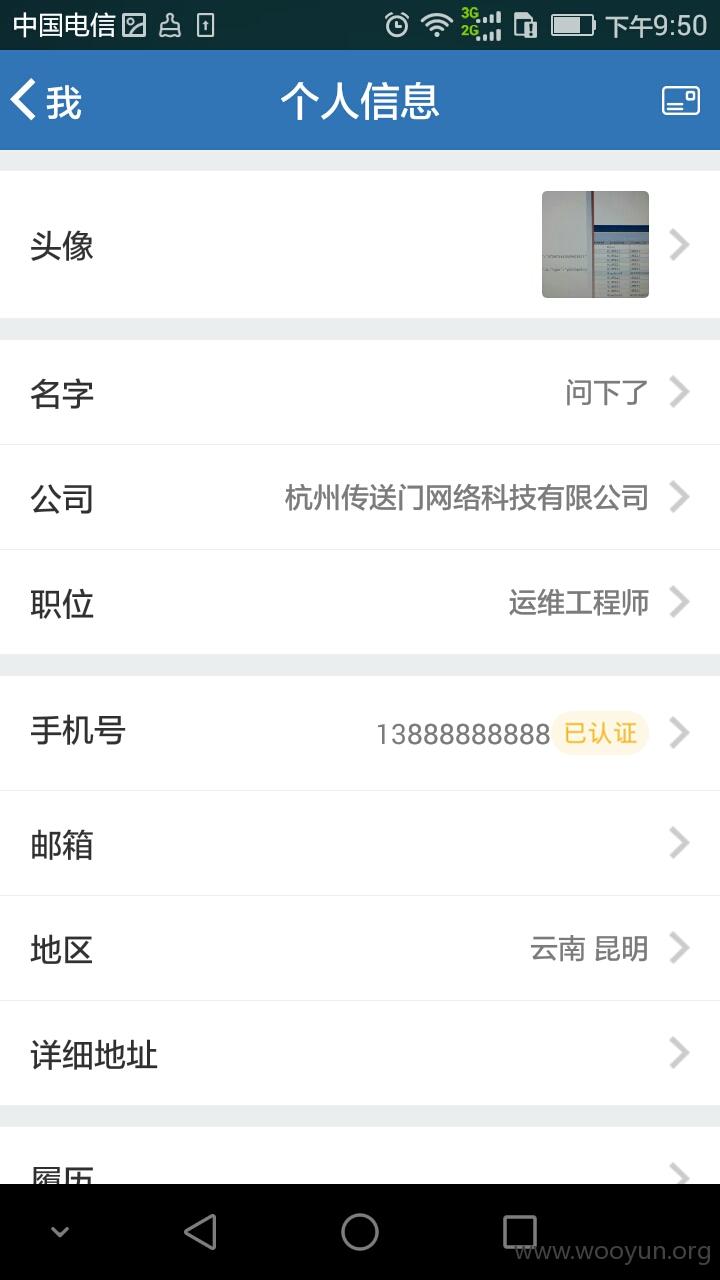 中国电信 3G 2G 下午9:50
我 个人信息
头像
名字 问下了
公司 杭州传送门网络科技有限公司
职位 运维工程师
手机号 13888888888 已认证
邮箱
地区 云南 昆明
详细地址
履历
www.wooyun.org